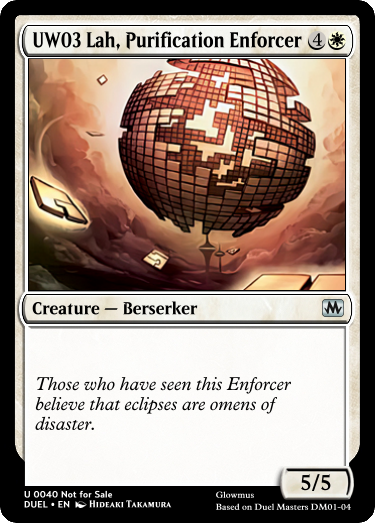 UW03 Lah, Purification Enforcer 4
Creature — Berserker
Those who have seen this Enforcer
believe that eclipses are omens of
disaster.
5/5
U 0040 Not for Sale
DUEL • EN Hideaki Takamura
Glowmus
Based on Duel Masters DM01-04